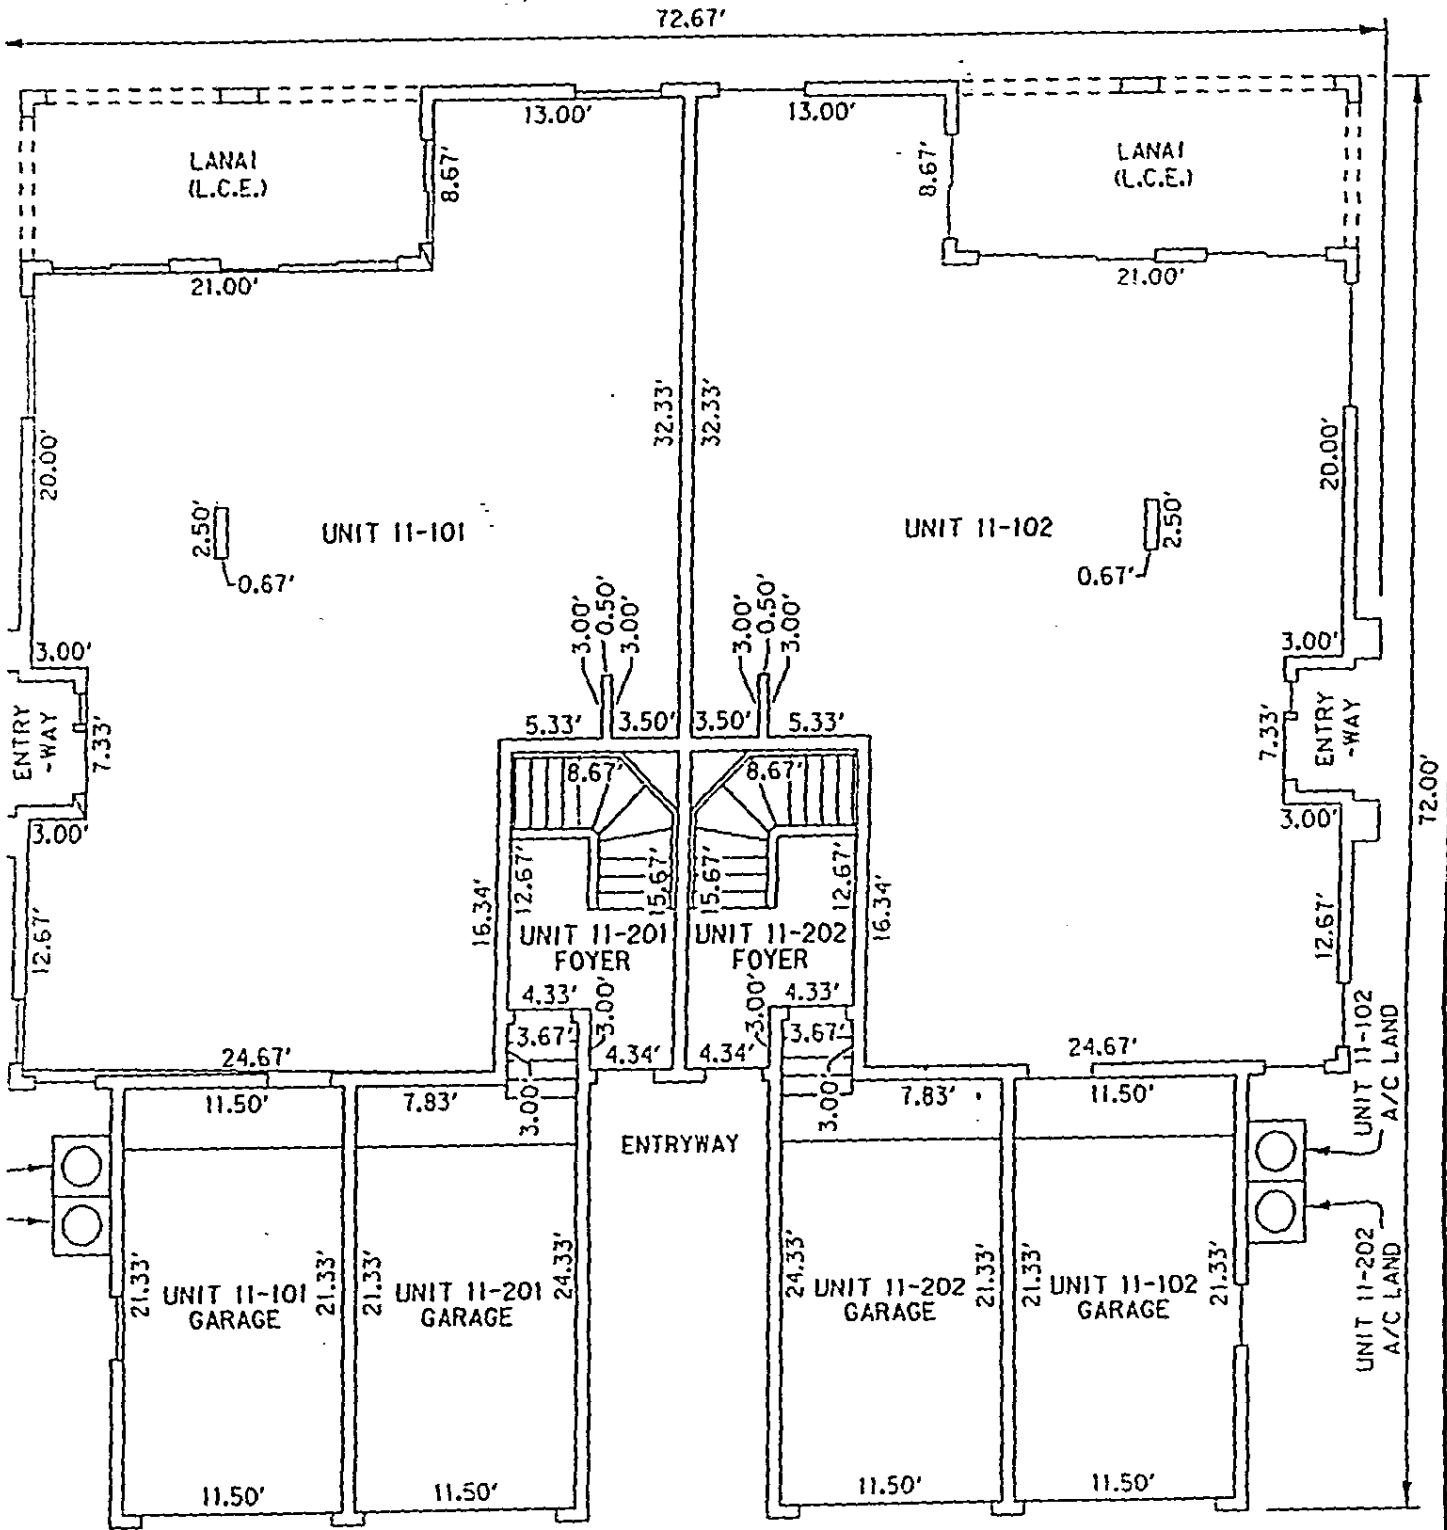 72.67'
13.00'
13.00'
LANAI
(L.C.E.)
8.67'
8.67'
LANAI
(L.C.E.)
21.00'
21.00'
32.33'
32.33'
20.00'
20.00'
2.50'
UNIT 11-101
UNIT 11-102
2.50'
0.67'
0.67'
3.00'
0.50'
3.00'
3.00'
0.50'
3.00'
3.00'
3.00'
ENTRY
-WAY
7.33'
5.33'
3.50'
3.50'
5.33'
7.33'
ENTRY
-WAY
8.67'
8.67'
3.00'
3.00'
72.00'
12.67'
16.34'
12.67'
15.67'
15.67'
12.67'
16.34'
12.67'
UNIT 11-201
FOYER
UNIT 11-202
FOYER
4.33'
3.00'
3.00'
4.33'
3.67'
3.67'
24.67'
4.34'
4.34'
24.67'
11.50'
7.83'
3.00'
3.00'
7.83'
11.50'
UNIT 11-102
A/C LAND
ENTRYWAY
21.33'
UNIT 11-101
GARAGE
21.33'
21.33'
UNIT 11-201
GARAGE
24.33'
24.33'
UNIT 11-202
GARAGE
21.33'
21.33'
UNIT 11-102
GARAGE
21.33'
UNIT 11-202
A/C LAND
11.50'
11.50'
11.50'
11.50'